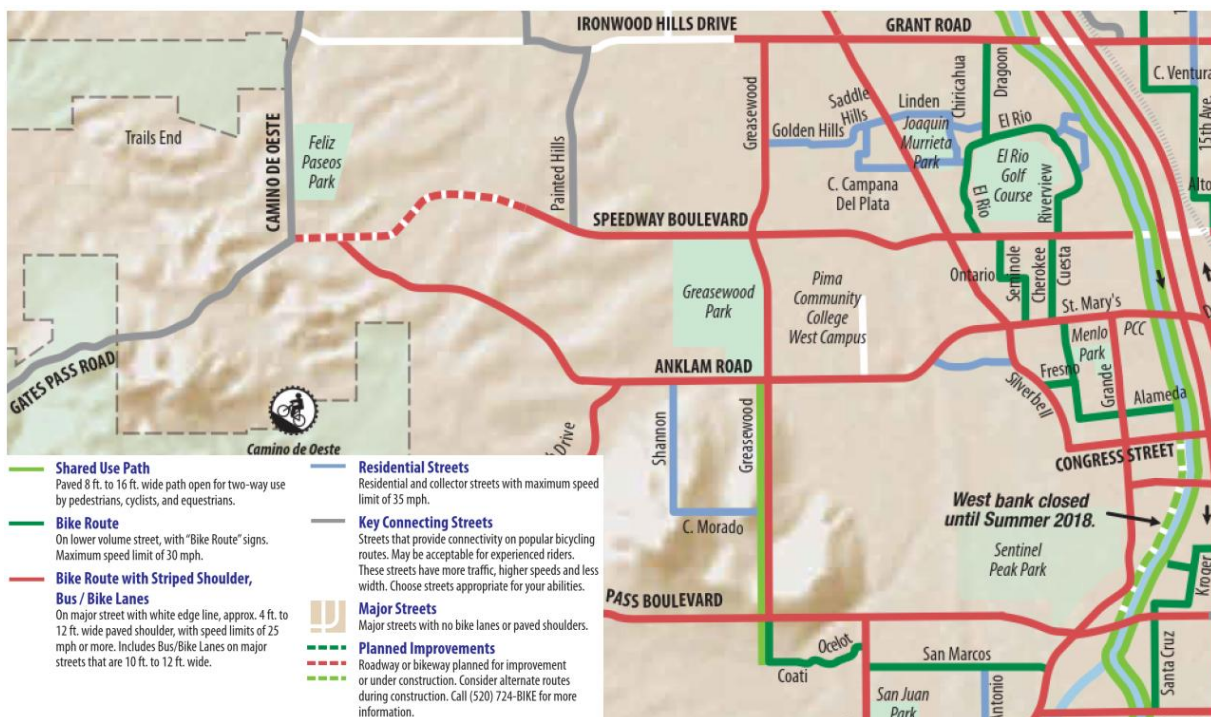 IRONWOOD HILLS DRIVE
GRANT ROAD
C. Ventura
Trails End
CAMINO DE OESTE
Feliz
Paseos
Park
Painted Hills
Greasewood
Saddle
Hills
Linden
Chiricahua
Dragoon
15th Ave.
Golden Hills
Joaquin
Murrieta
Park
El Rio
El Rio
Golf
Course
C. Campana
Del Plata
El Rio
Riverview
Alto
SPEEDWAY BOULEVARD
Ontario
Seminole
Cherokee
Cuesta
Greasewood
Park
Pima
Community
College
West Campus
St. Mary's
Menlo
Park
PCC
GATES PASS ROAD
ANKLAM ROAD
Silverbell
Fresno
Grande
Alameda
Camino de Oeste
Drive
Shannon
Greasewood
CONGRESS STREET
West bank closed
until Summer 2018.
C. Morado
Sentinel
Peak Park
Kroger
PASS BOULEVARD
Ocelot
Coati
San Marcos
Antonio
Santa Cruz
San Juan
Park
Shared Use Path
Paved 8 ft. to 16 ft. wide path open for two-way use
by pedestrians, cyclists, and equestrians.
Bike Route
On lower volume street, with “Bike Route” signs.
Maximum speed limit of 30 mph.
Bike Route with Striped Shoulder,
Bus / Bike Lanes
On major street with white edge line, approx. 4 ft. to
12 ft. wide paved shoulder, with speed limits of 25
mph or more. Includes Bus/Bike Lanes on major
streets that are 10 ft. to 12 ft. wide.
Residential Streets
Residential and collector streets with maximum speed
limit of 35 mph.
Key Connecting Streets
Streets that provide connectivity on popular bicycling
routes. May be acceptable for experienced riders.
These streets have more traffic, higher speeds and less
width. Choose streets appropriate for your abilities.
Major Streets
Major streets with no bike lanes or paved shoulders.
Planned Improvements
Roadway or bikeway planned for improvement
or under construction. Consider alternate routes
during construction. Call (520) 724-BIKE for more
information.